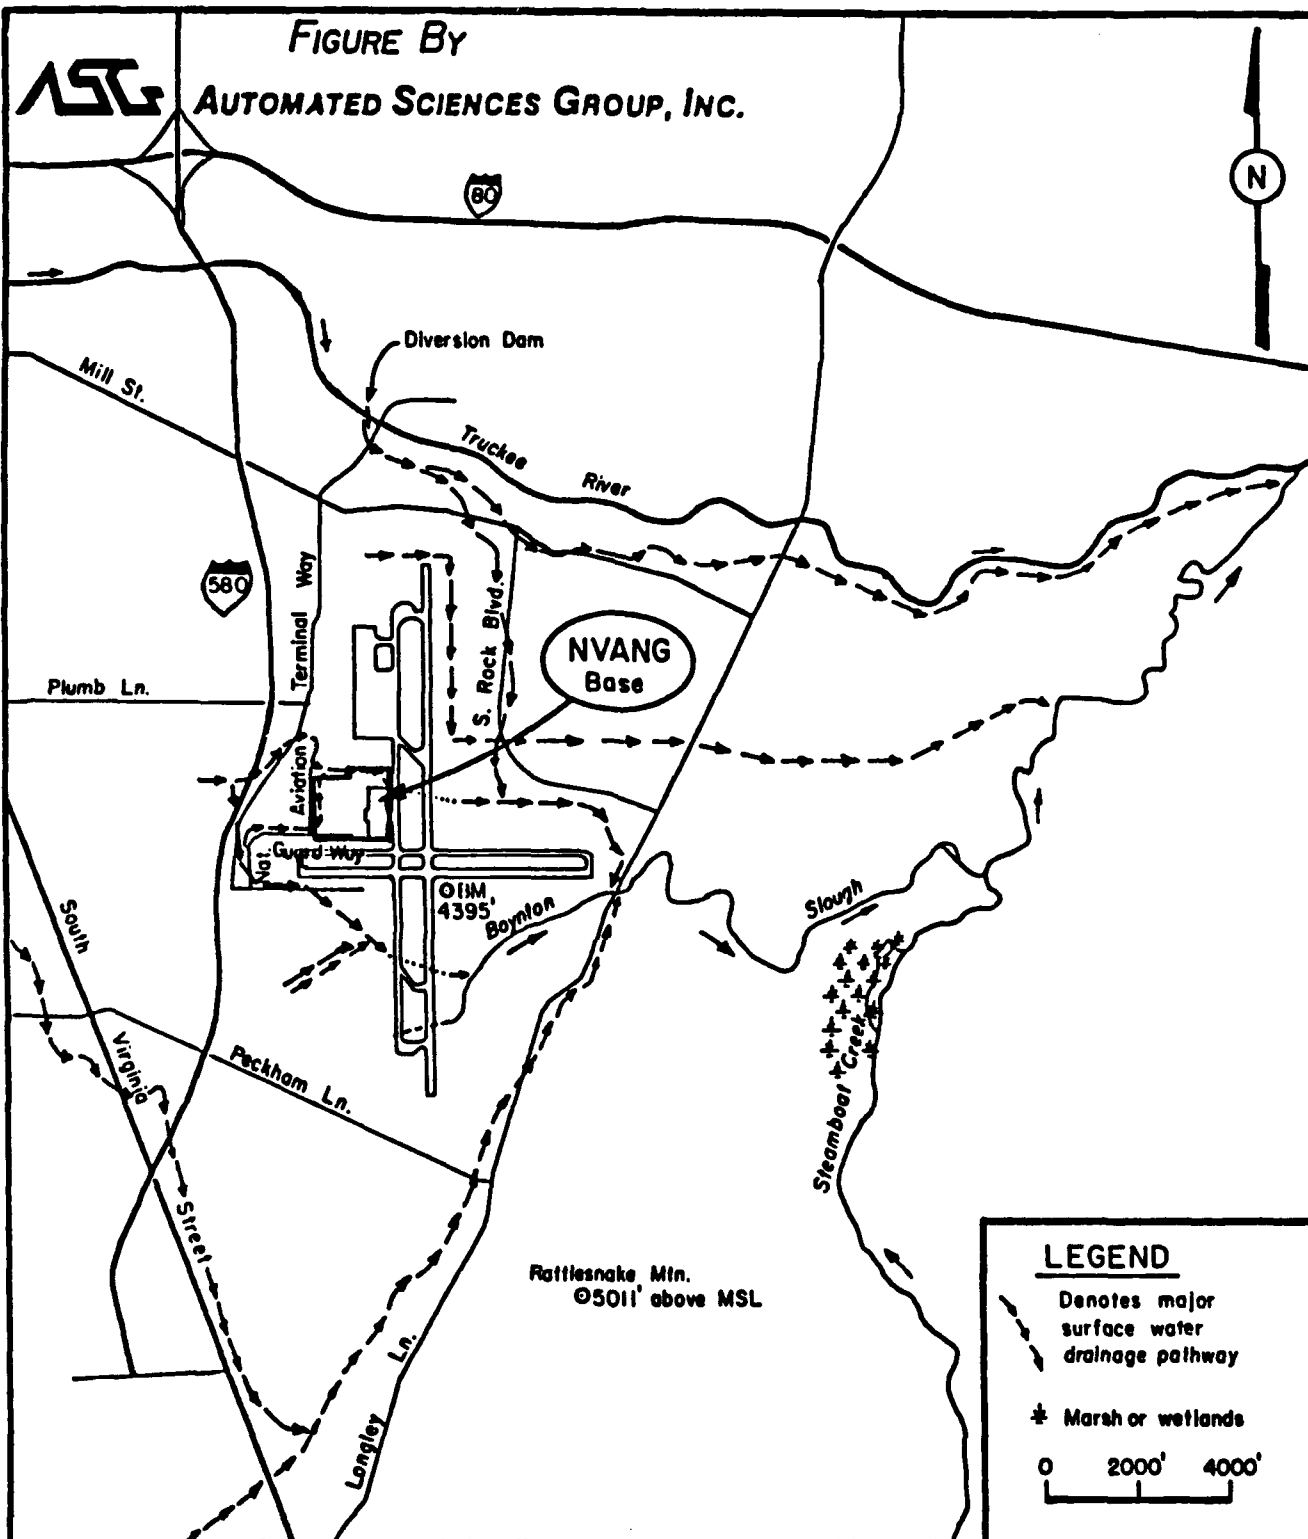 FIGURE BY
ASG
AUTOMATED SCIENCES GROUP, INC.
80
N
Diversion Dam
Mill St.
Truckee
River
580
Terminal Way
S. Rock Blvd.
NVANG
Base
Plumb Ln.
Aviation
Nat. Guard Way
BM
4395'
Boynton
Slough
South
Virginia
Street
Peckham Ln.
Steamboat Creek
Rattlesnake Mtn.
5011' above MSL
Longley Ln.
LEGEND
Denotes major
surface water
drainage pathway
Marsh or wetlands
0 2000' 4000'